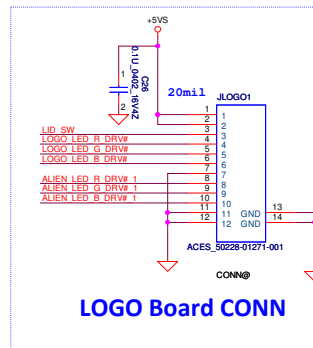 +5VS
1
2
C26
0.1U_0402_16V4Z
20mil
JLOGO1
1 1
2 2
LID_SW 3 3
LOGO_LED_R_DRV# 4 4
LOGO_LED_G_DRV# 5 5
LOGO_LED_B_DRV# 6 6
7 7
ALIEN_LED_R_DRV#_1 8 8
ALIEN_LED_G_DRV#_1 9 9
ALIEN_LED_B_DRV#_1 10 10
11 11 GND 13
12 12 GND 14
ACES_50228-01271-001
CONN@
LOGO Board CONN